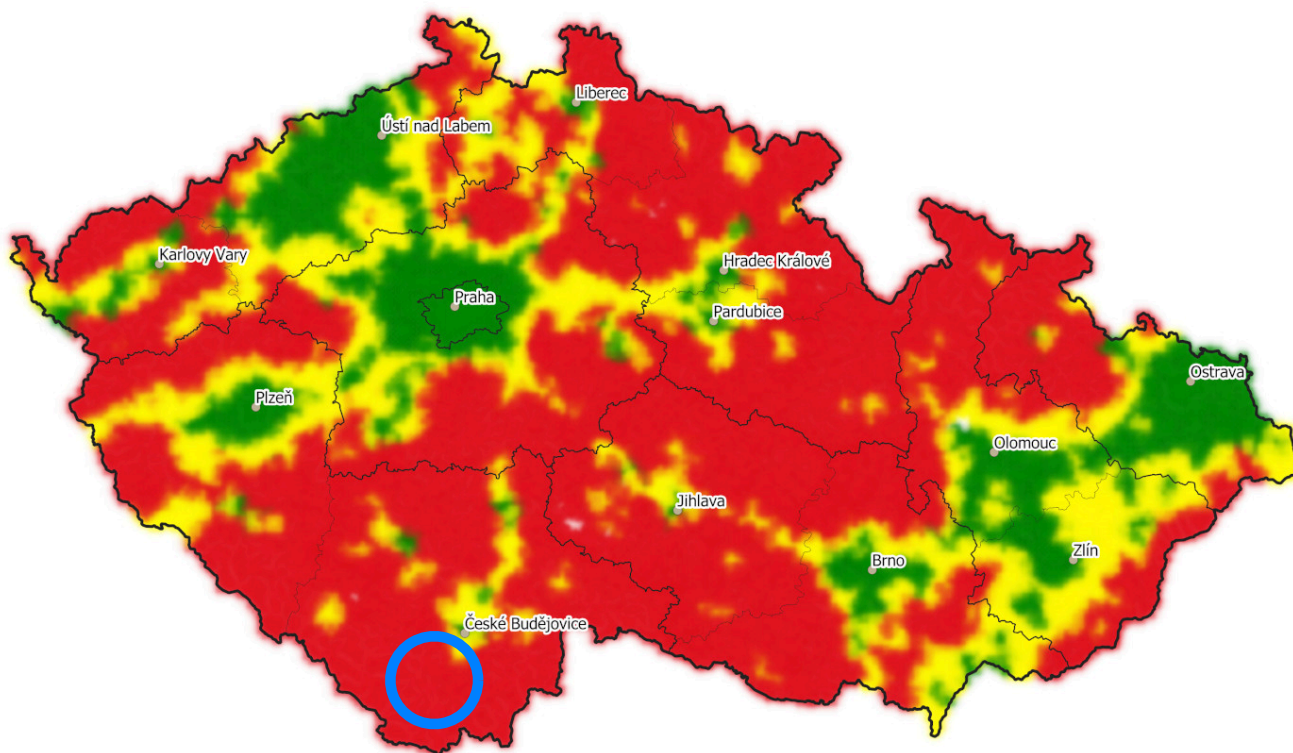 Liberec
Ústí nad Labem
Karlovy Vary
Hradec Králové
Praha
Pardubice
Ostrava
Plzeň
Olomouc
Jihlava
Zlín
Brno
České Budějovice